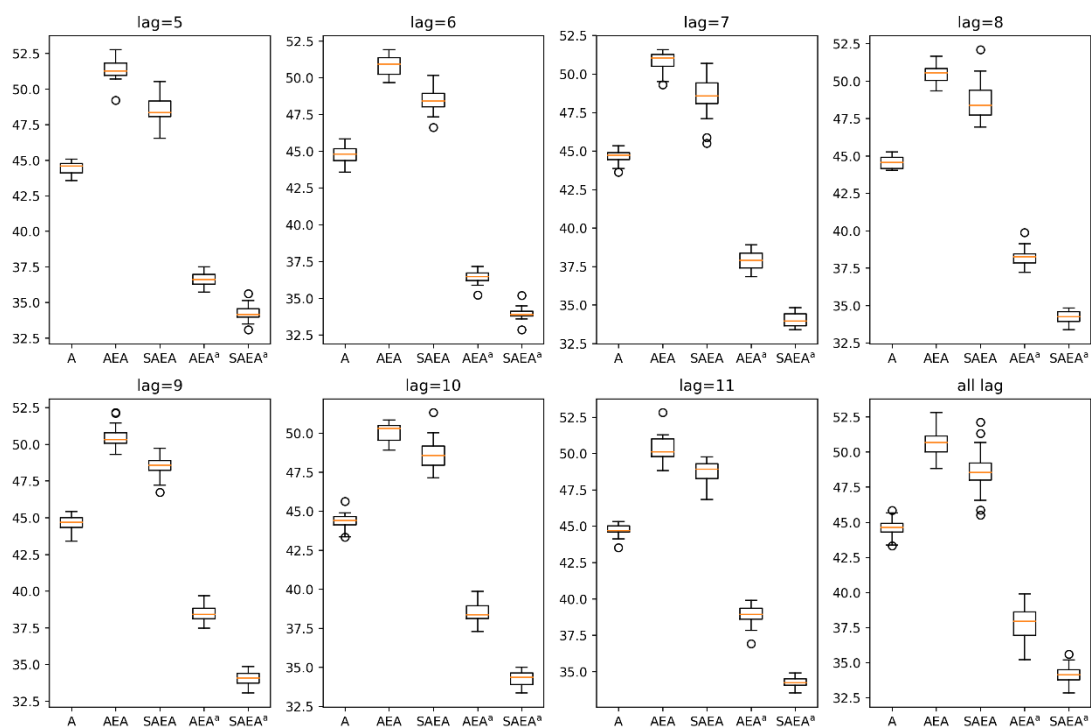 lag=5 lag=6 lag=7 lag=8
52.5 52.5 52.5 52.5
50.0 50.0 50.0 50.0
47.5 47.5 47.5 47.5
45.0 45.0 45.0 45.0
42.5 42.5 42.5 42.5
40.0 40.0 40.0 40.0
37.5 37.5 37.5 37.5
35.0 35.0 35.0 35.0
32.5 32.5 32.5 32.5
A AEA SAEA AEAᵃ SAEAᵃ A AEA SAEA AEAᵃ SAEAᵃ A AEA SAEA AEAᵃ SAEAᵃ A AEA SAEA AEAᵃ SAEAᵃ
lag=9 lag=10 lag=11 all lag
52.5 50.0 52.5 52.5
50.0 47.5 50.0 50.0
47.5 45.0 47.5 47.5
45.0 42.5 45.0 45.0
42.5 40.0 42.5 42.5
40.0 37.5 40.0 40.0
37.5 35.0 37.5 37.5
35.0 32.5 35.0 35.0
32.5 32.5
A AEA SAEA AEAᵃ SAEAᵃ A AEA SAEA AEAᵃ SAEAᵃ A AEA SAEA AEAᵃ SAEAᵃ A AEA SAEA AEAᵃ SAEAᵃ